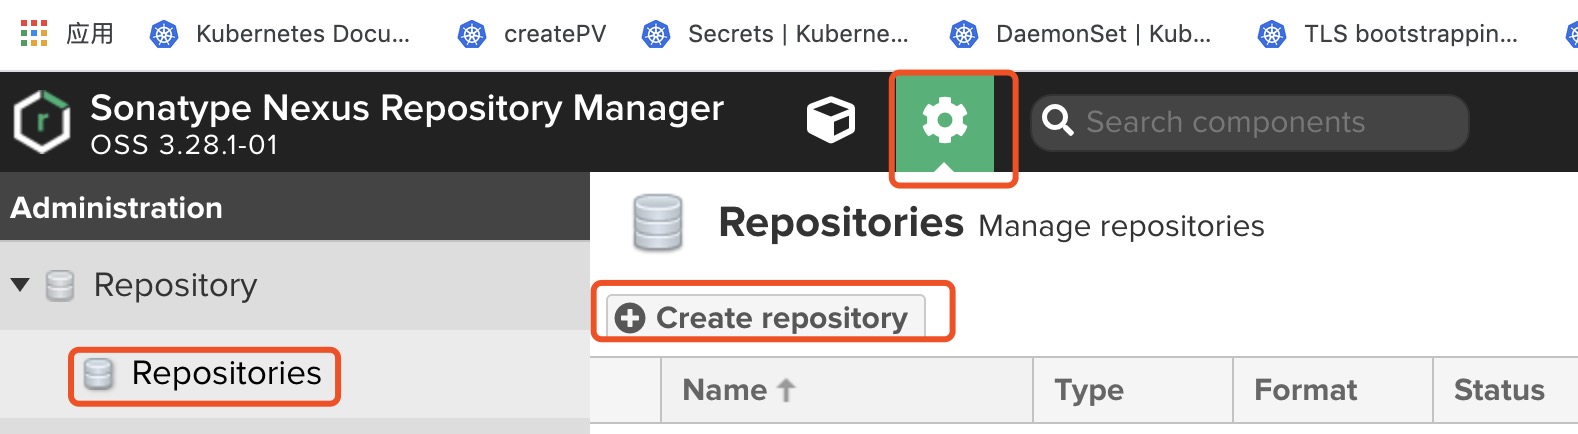 应用 Kubernetes Docu... createPV Secrets | Kuberne... DaemonSet | Kub... TLS bootstrappin...
Sonatype Nexus Repository Manager
OSS 3.28.1-01
Search components
Administration
Repositories Manage repositories
Repository
Create repository
Repositories
Name Type Format Status